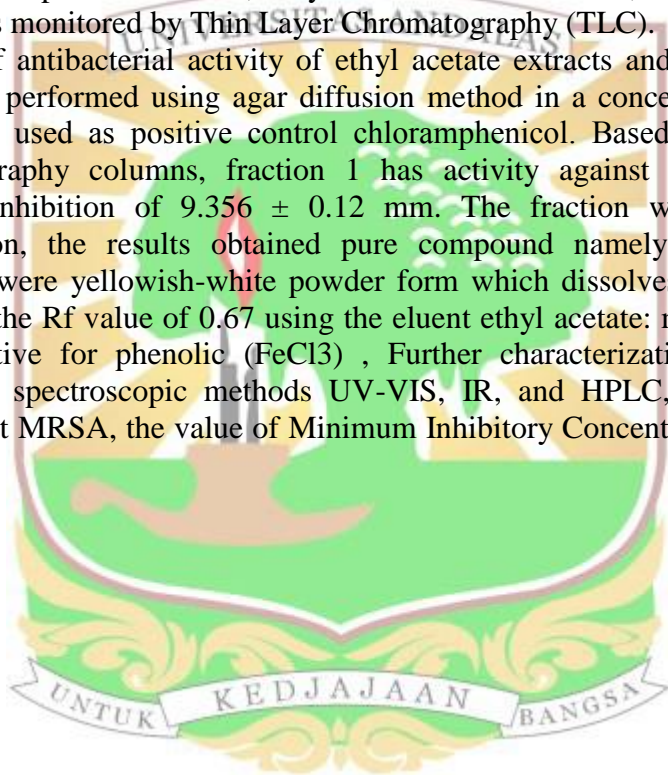 s monitored by Thin Layer Chromatography (TLC).
UNIVERSITAS ANDALAS
f antibacterial activity of ethyl acetate extracts and
performed using agar diffusion method in a conce
used as positive control chloramphenicol. Based
raphy columns, fraction 1 has activity against
nhibition of 9.356 ± 0.12 mm. The fraction w
on, the results obtained pure compound namely
were yellowish-white powder form which dissolve
the Rf value of 0.67 using the eluent ethyl acetate: n
tive for phenolic (FeCl3) , Further characterizati
spectroscopic methods UV-VIS, IR, and HPLC,
t MRSA, the value of Minimum Inhibitory Concent
UNTUK KEDJAJAAN BANGSA